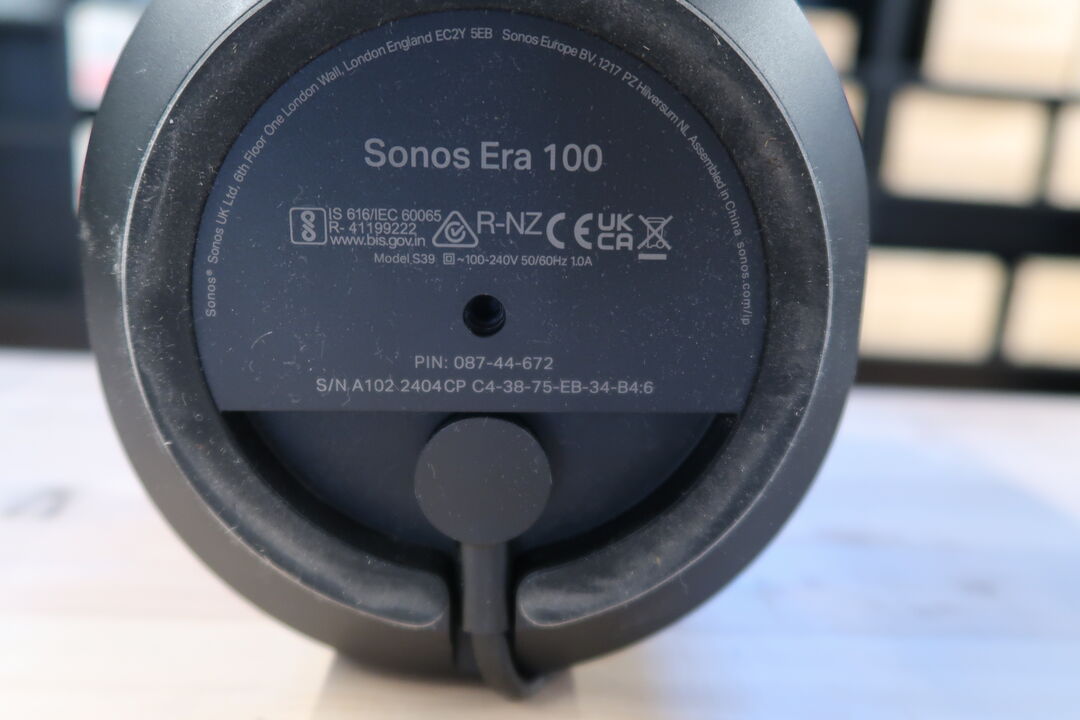 Sonos® Sonos UK Ltd, 6th Floor One London Wall, London England EC2Y 5EB Sonos Europe BV, 1217 PZ Hilversum NL Assembled in China sonos.com/ip
Sonos Era 100
IS 616/IEC 60065
R- 41199222
www.bis.gov.in
R-NZ CE UK CA
Model S39 ~100-240V 50/60Hz 1.0A
PIN: 087-44-672
S/N A102 2404CP C4-38-75-EB-34-B4:6